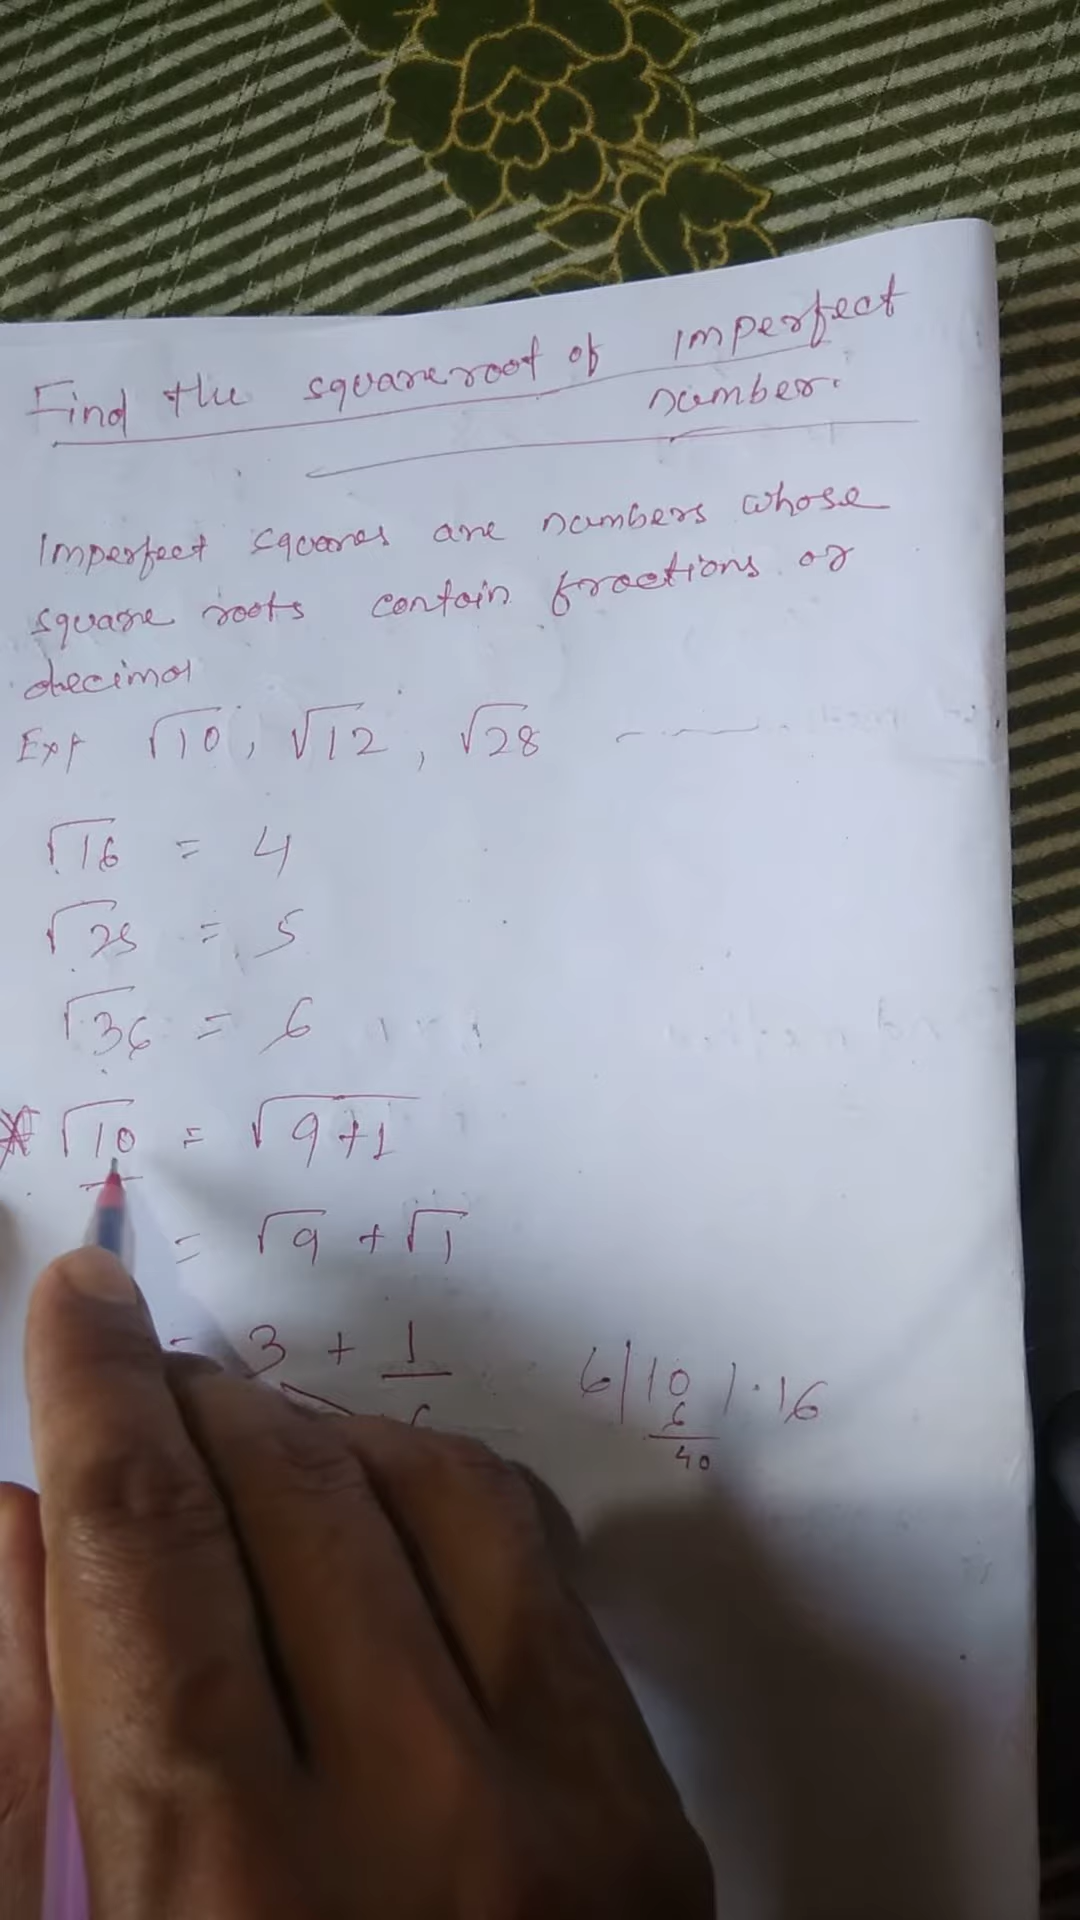 Find the squareroot of imperfect
number.
Imperfect squares are numbers whose
square roots contain fractions or
decimal
Exp √10, √12, √28 -----
√16 = 4
√25 = 5
√36 = 6
* √10 = √9+1
= √9 + √1
= 3 + 1
6|10|.16
6
40